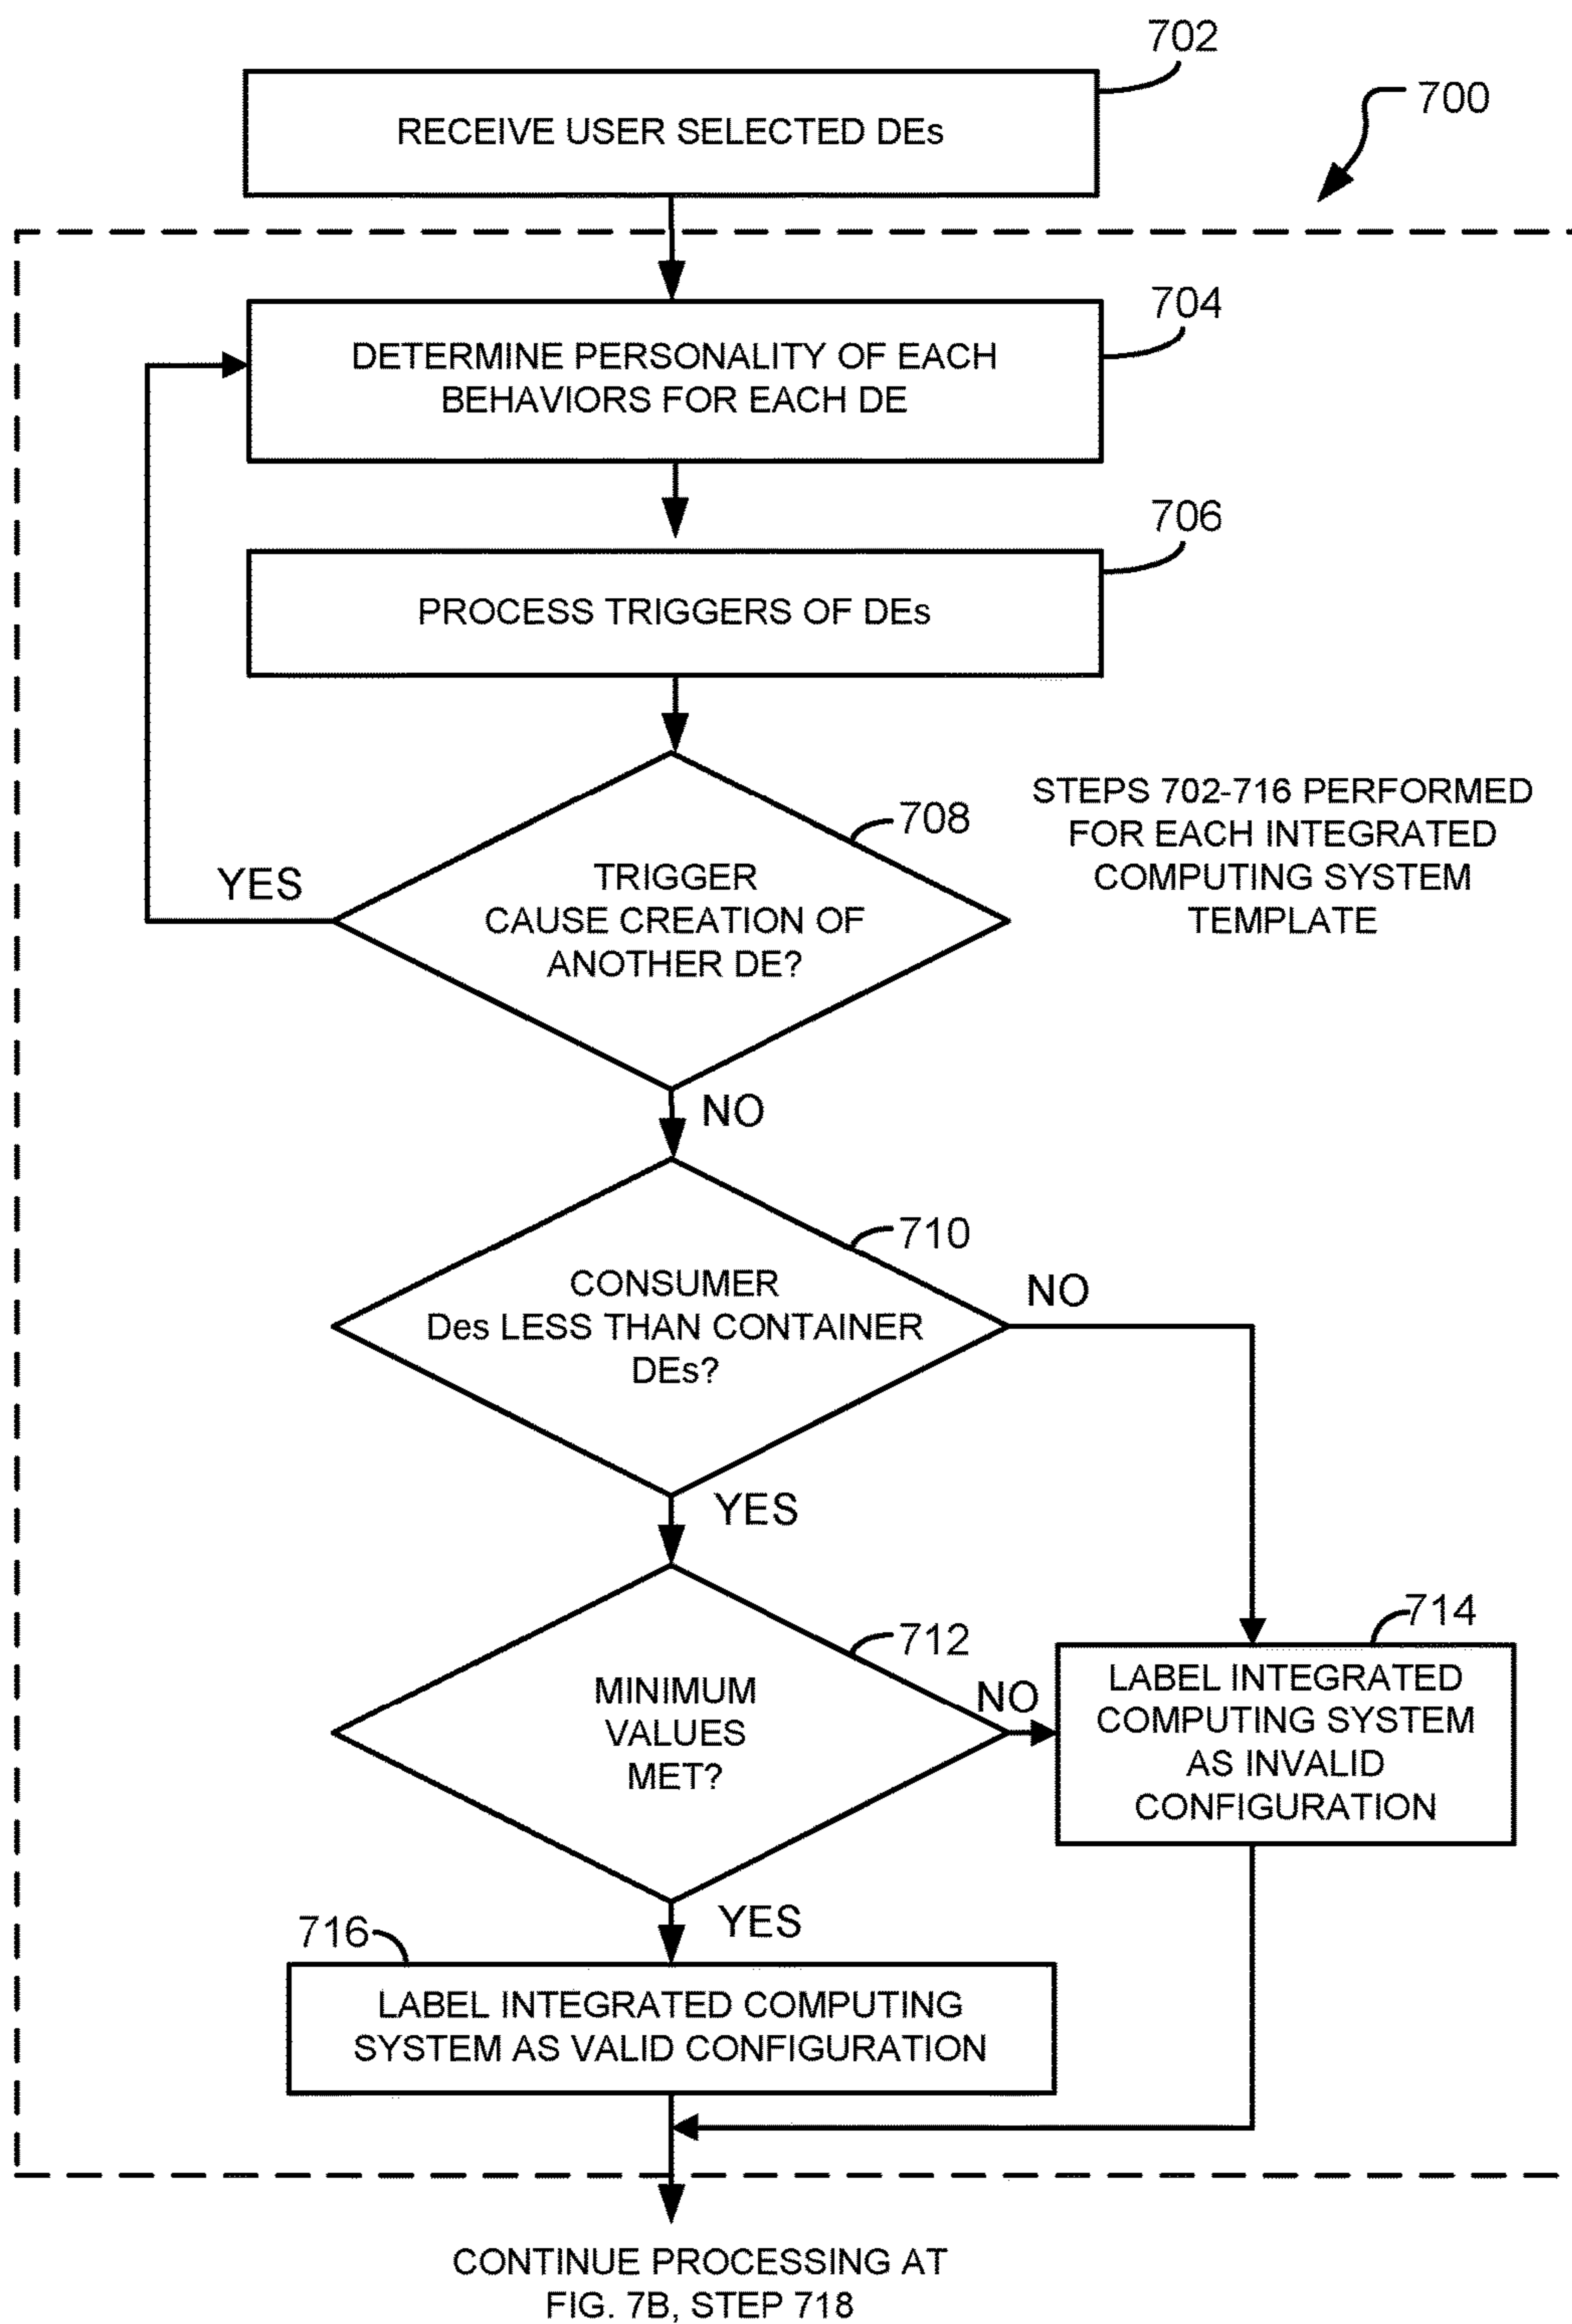 702
700
RECEIVE USER SELECTED DEs
704
DETERMINE PERSONALITY OF EACH
BEHAVIORS FOR EACH DE
706
PROCESS TRIGGERS OF DEs
STEPS 702-716 PERFORMED
FOR EACH INTEGRATED
COMPUTING SYSTEM
TEMPLATE
708
YES
TRIGGER
CAUSE CREATION OF
ANOTHER DE?
NO
710
CONSUMER
Des LESS THAN CONTAINER
DEs?
NO
YES
712
MINIMUM
VALUES
MET?
NO
714
LABEL INTEGRATED
COMPUTING SYSTEM
AS INVALID
CONFIGURATION
YES
716
LABEL INTEGRATED COMPUTING
SYSTEM AS VALID CONFIGURATION
CONTINUE PROCESSING AT
FIG. 7B, STEP 718